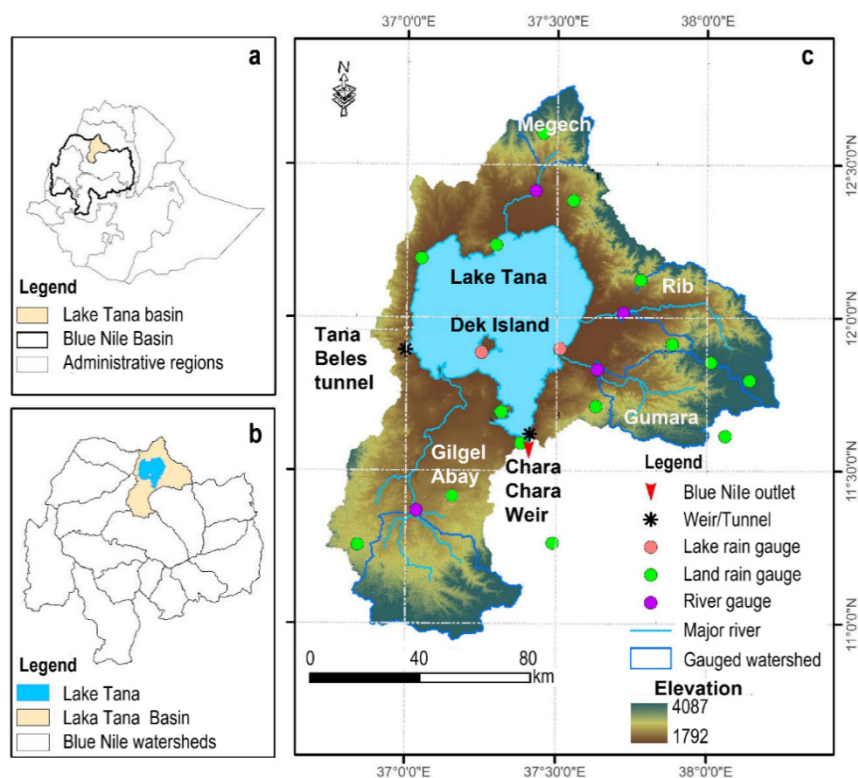 a
Legend
Lake Tana basin
Blue Nile Basin
Administrative regions
b
Legend
Lake Tana
Laka Tana Basin
Blue Nile watersheds
37°0'0"E
37°30'0"E
38°0'0"E
c
N
Megech
12°30'0"N
Lake Tana
Rib
12°0'0"N
Dek Island
Tana
Beles
tunnel
Gumara
Gilgel
Abay
11°30'0"N
Chara
Chara
Weir
Legend
Blue Nile outlet
Weir/Tunnel
Lake rain gauge
Land rain gauge
River gauge
Major river
Gauged watershed
11°0'0"N
0
40
80
km
Elevation
4087
1792
37°0'0"E
37°30'0"E
38°0'0"E